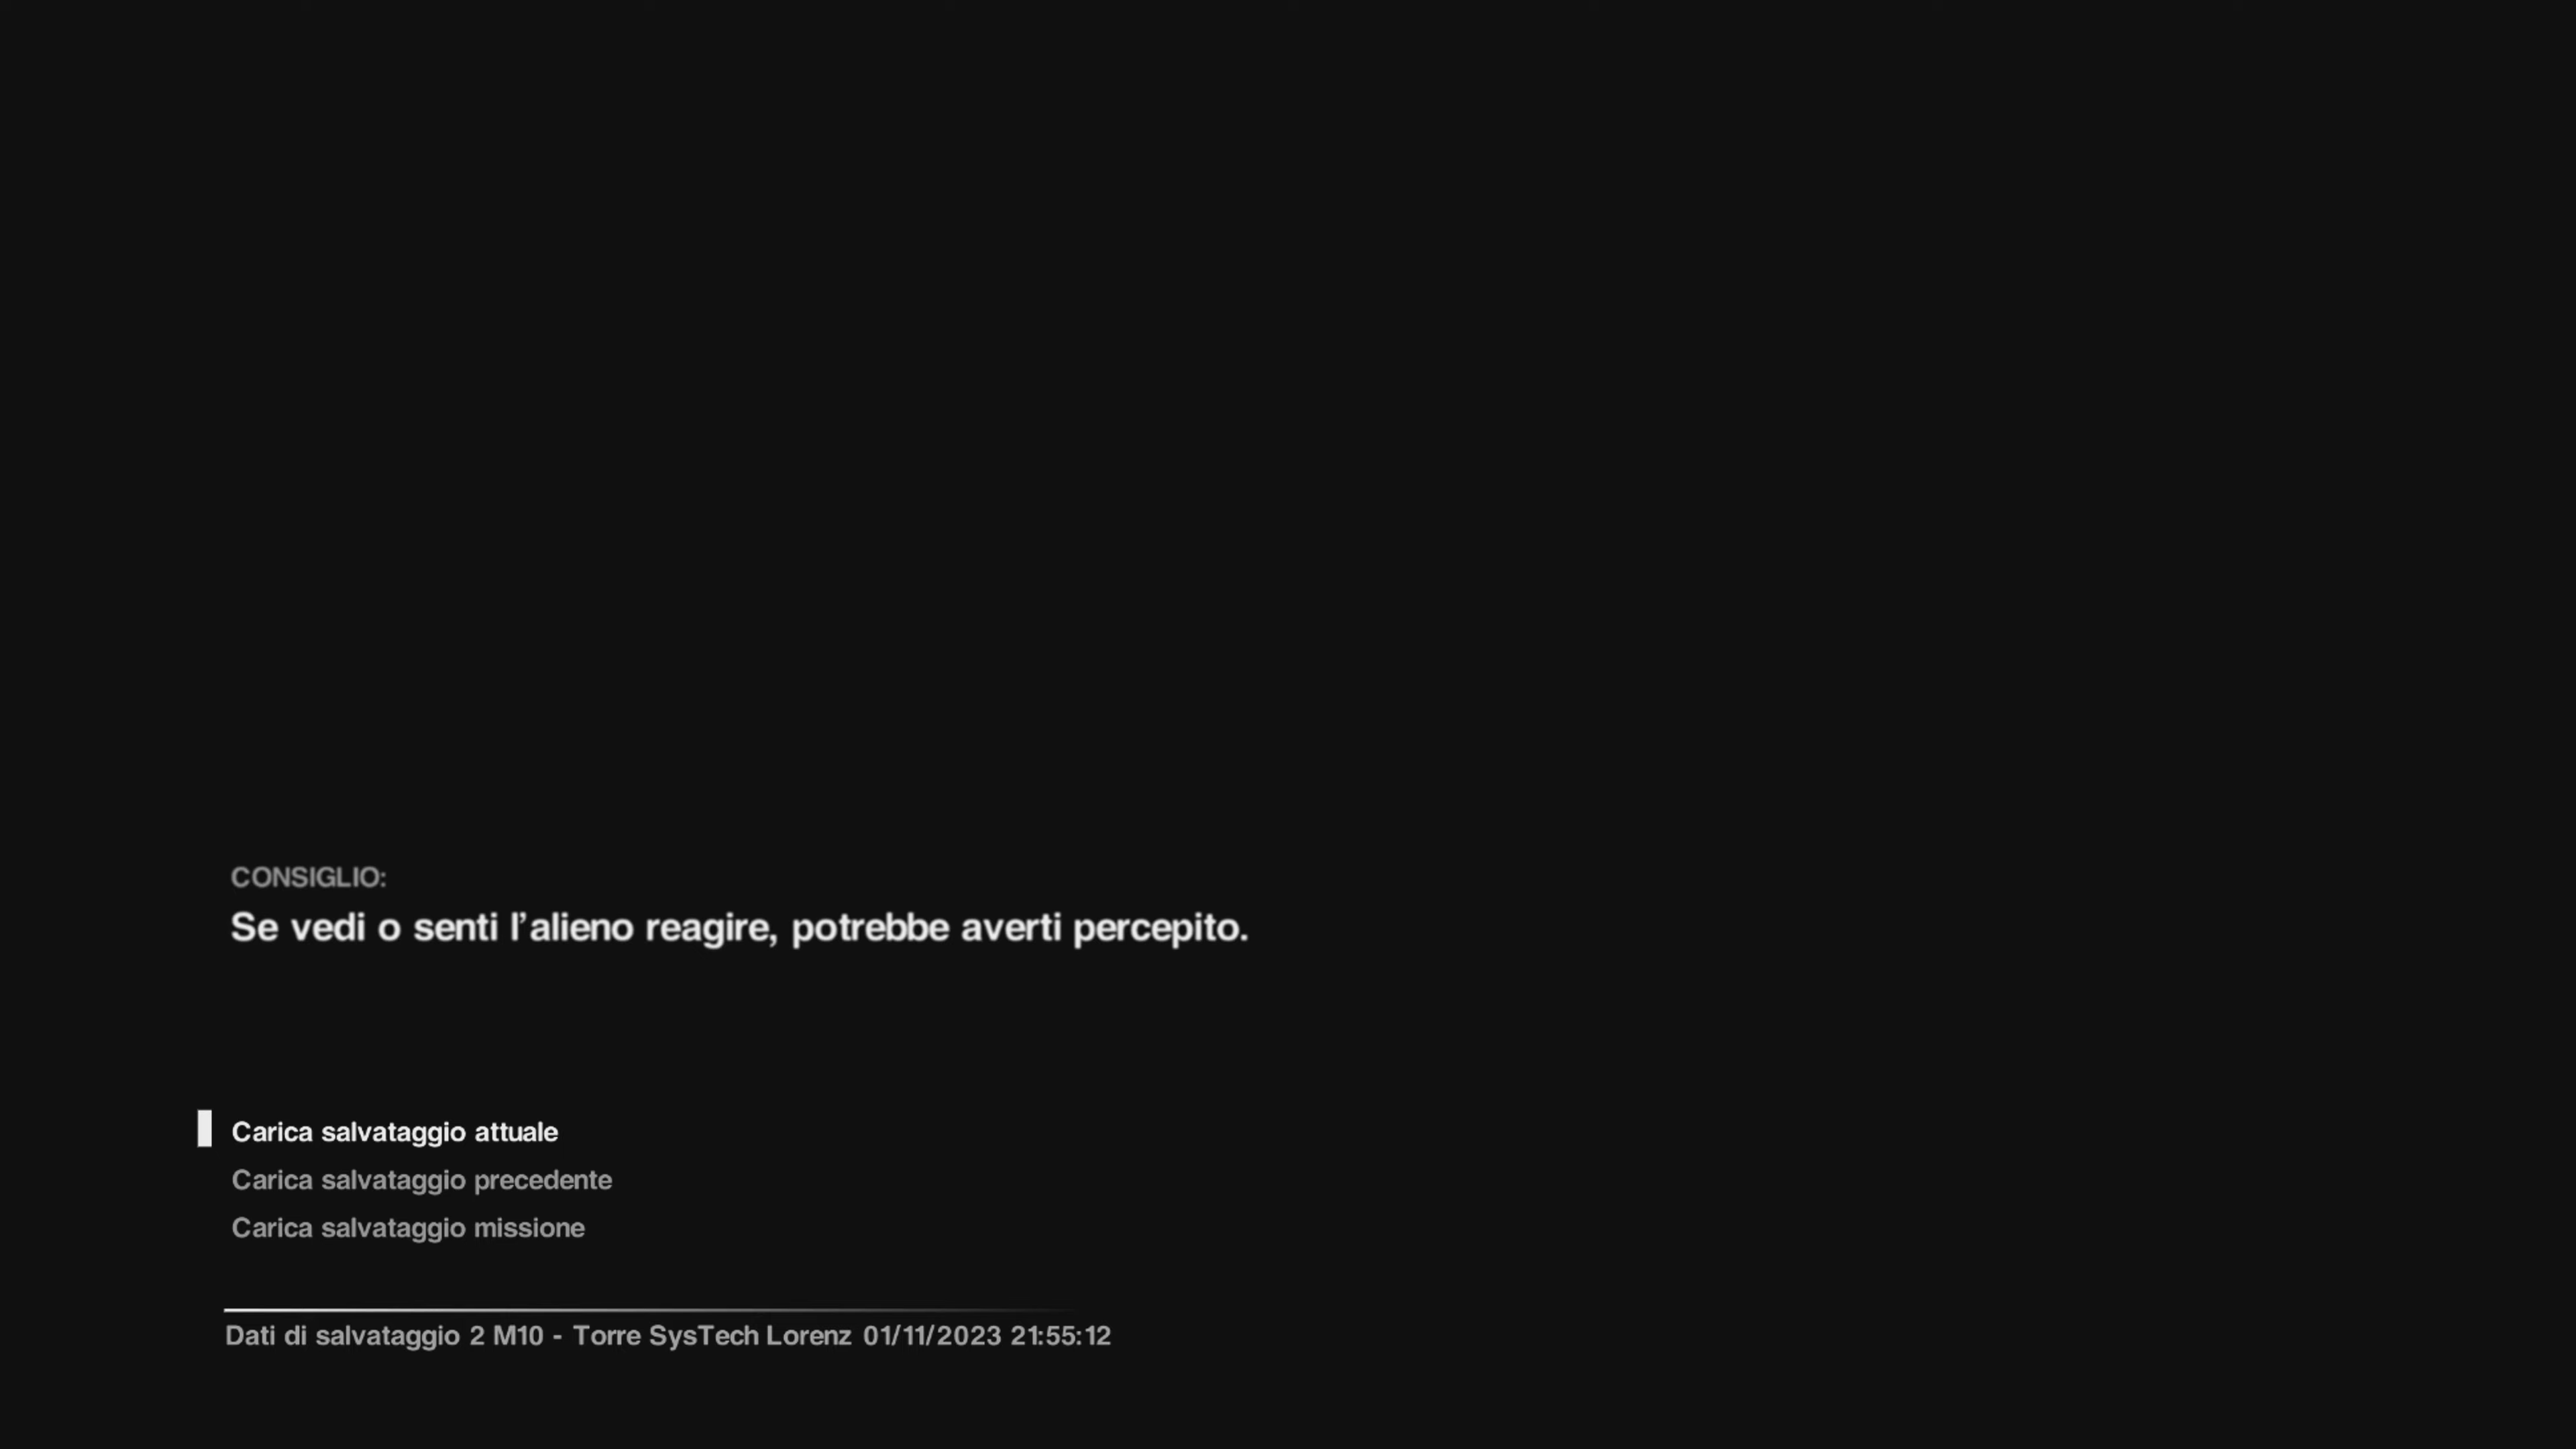 CONSIGLIO:
Se vedi o senti l’alieno reagire, potrebbe averti percepito.
Carica salvataggio attuale
Carica salvataggio precedente
Carica salvataggio missione
Dati di salvataggio 2 M10 - Torre SysTech Lorenz 01/11/2023 21:55:12